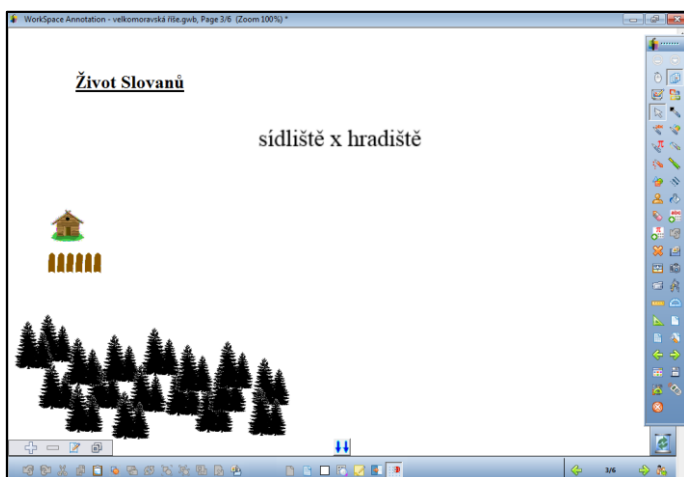 WorkSpace Annotation - velkomoravská říše.gwb, Page 3/6 (Zoom 100%) *
Život Slovanů
sídliště x hradiště
3/6